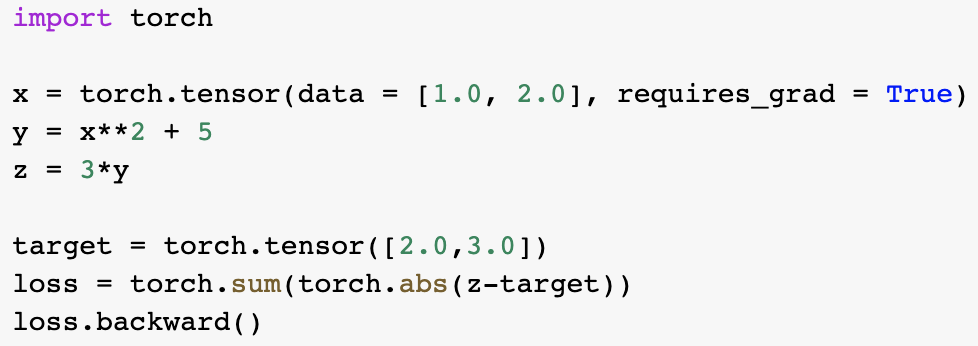 import torch
x = torch.tensor(data = [1.0, 2.0], requires_grad = True)
y = x**2 + 5
z = 3*y
target = torch.tensor([2.0,3.0])
loss = torch.sum(torch.abs(z-target))
loss.backward()